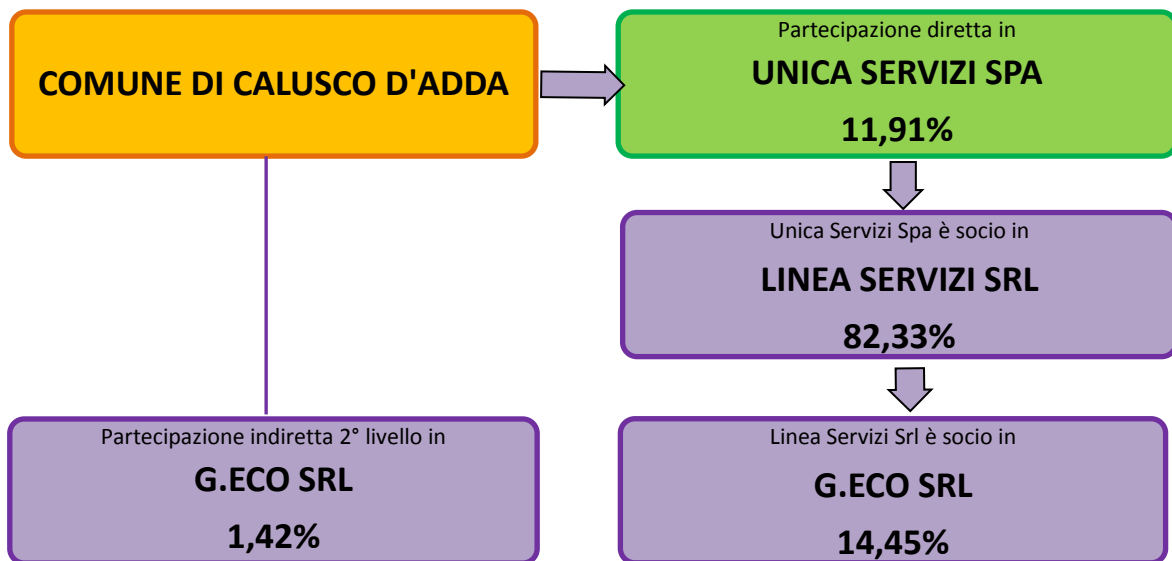 COMUNE DI CALUSCO D'ADDA
Partecipazione diretta in
UNICA SERVIZI SPA
11,91%
Unica Servizi Spa è socio in
LINEA SERVIZI SRL
82,33%
Partecipazione indiretta 2° livello in
G.ECO SRL
1,42%
Linea Servizi Srl è socio in
G.ECO SRL
14,45%